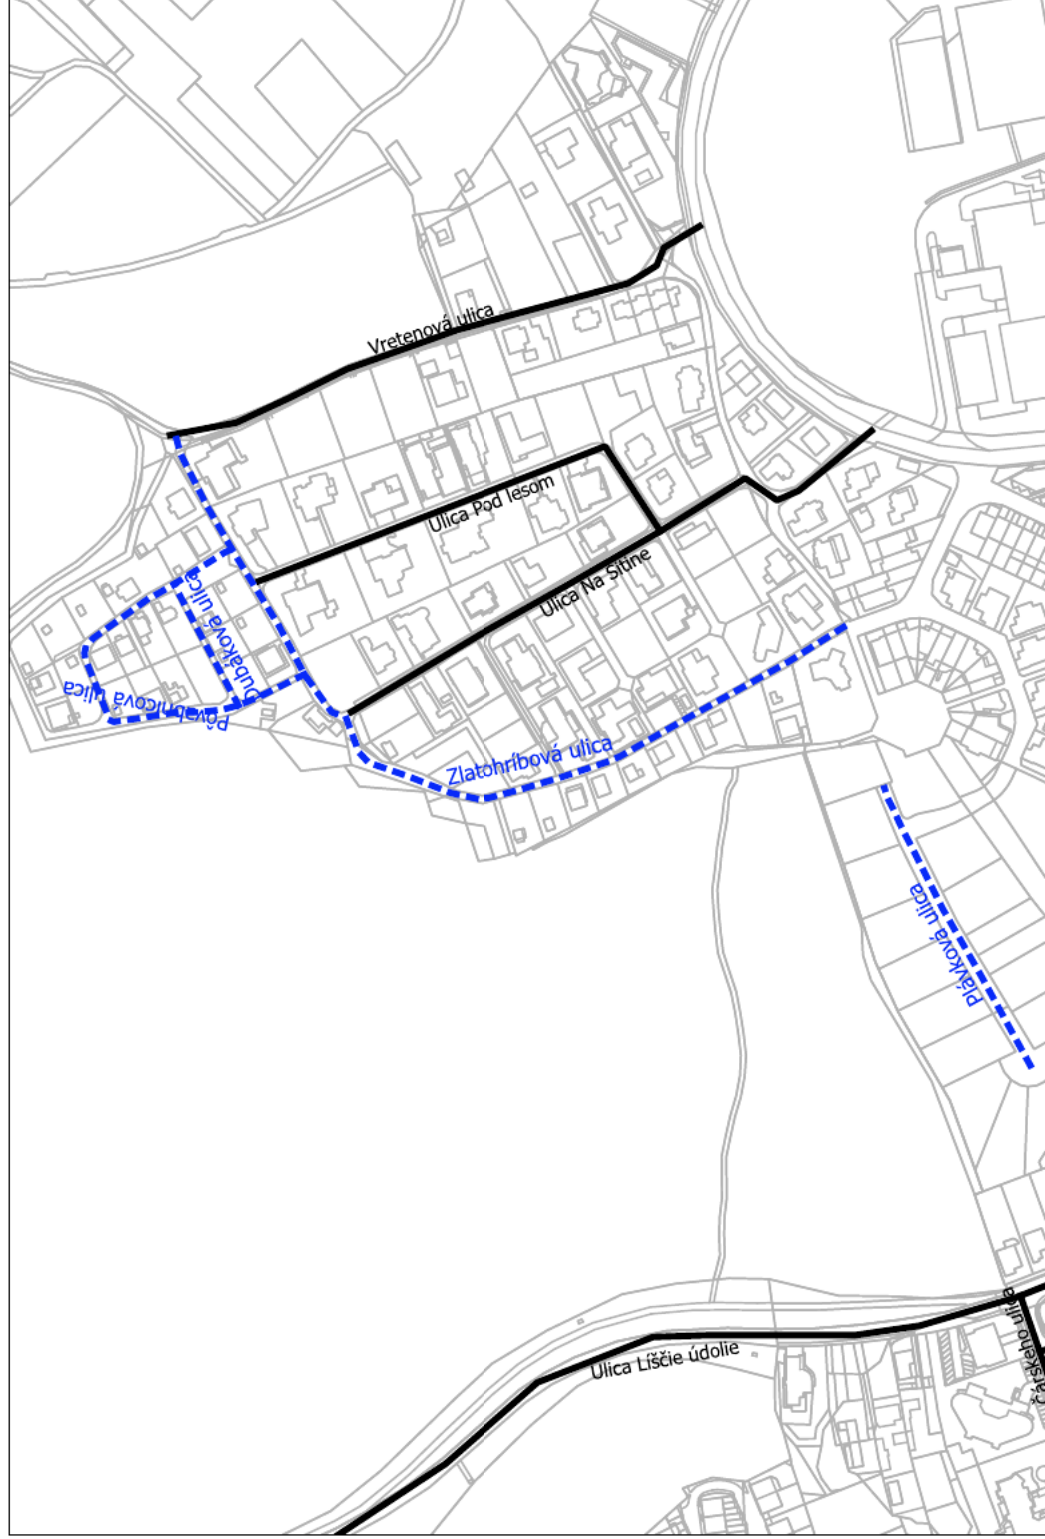 Vretenová ulica
Ulica Pod lesom
Ulica Na Sitine
Dubáková ulica
Pôvabnicová ulica
Zlatohríbová ulica
Plávková ulica
Ulica Líščie údolie
Čárskeho ulica